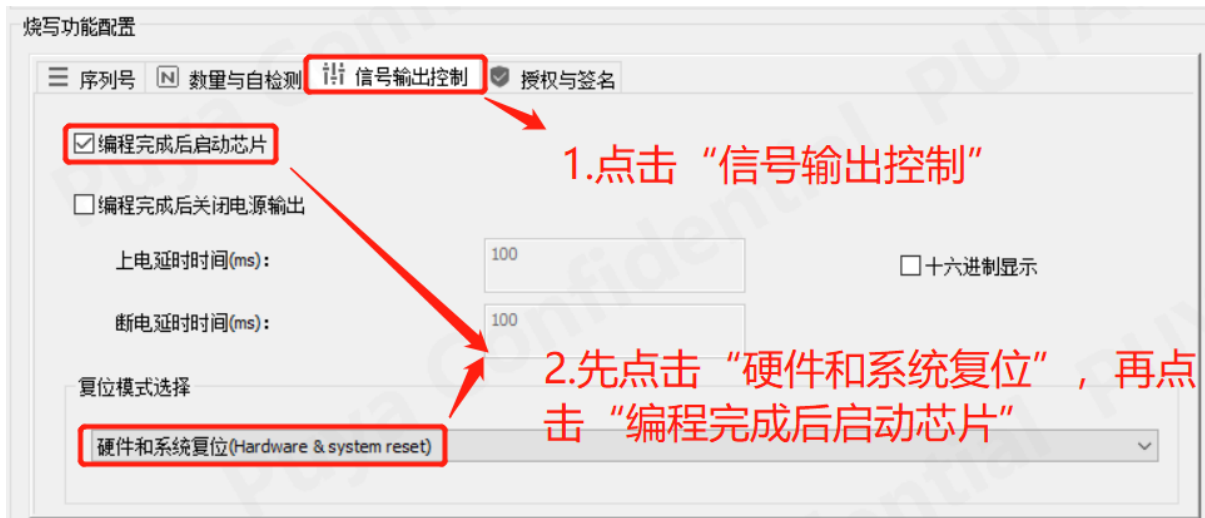 烧写功能配置
序列号 数量与自检测 信号输出控制 授权与签名
编程完成后启动芯片
1.点击“信号输出控制”
编程完成后关闭电源输出
上电延时时间(ms): 100
十六进制显示
断电延时时间(ms): 100
2.先点击“硬件和系统复位”，再点
击“编程完成后启动芯片”
复位模式选择
硬件和系统复位(Hardware & system reset)
Puya Confidential PUYA